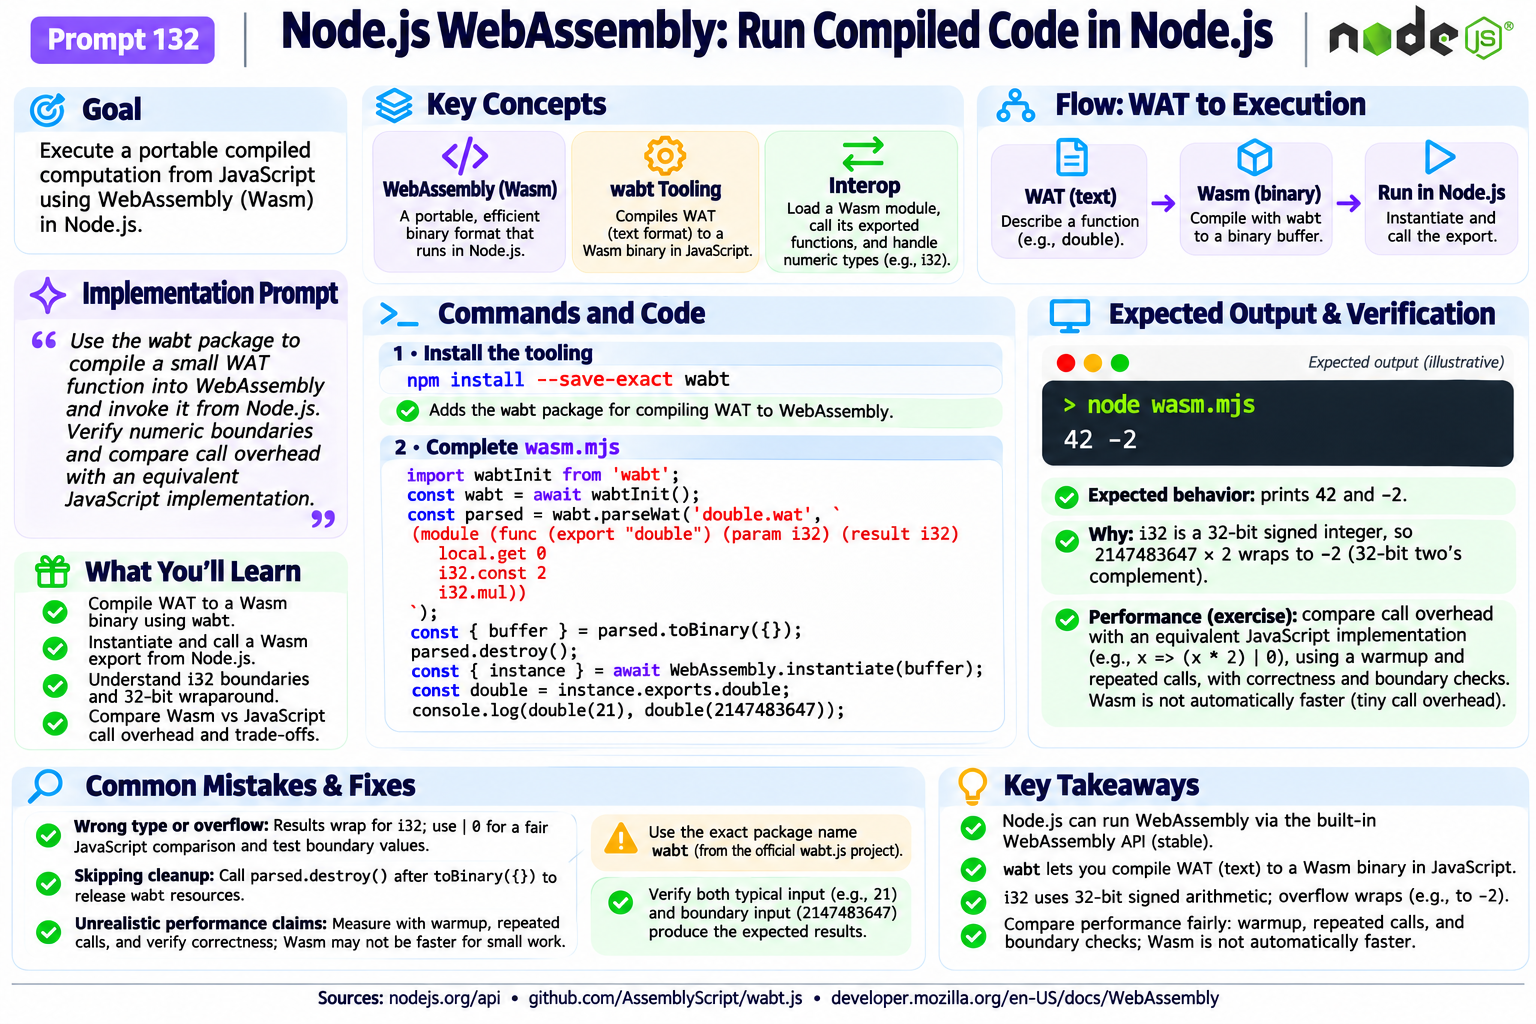 Prompt 132
Node.js WebAssembly: Run Compiled Code in Node.js
node JS ®
Goal
Execute a portable compiled
computation from JavaScript
using WebAssembly (Wasm)
in Node.js.
Key Concepts
</>
WebAssembly (Wasm)
A portable, efficient
binary format that
runs in Node.js.
wabt Tooling
Compiles WAT
(text format) to a
Wasm binary in JavaScript.
Interop
Load a Wasm module,
call its exported
functions, and handle
numeric types (e.g., i32).
Flow: WAT to Execution
WAT (text)
Describe a function
(e.g., double).
Wasm (binary)
Compile with wabt
to a binary buffer.
Run in Node.js
Instantiate and
call the export.
Implementation Prompt
“ Use the wabt package to
compile a small WAT
function into WebAssembly
and invoke it from Node.js.
Verify numeric boundaries
and compare call overhead
with an equivalent
JavaScript implementation.
”
What You’ll Learn
Compile WAT to a Wasm
binary using wabt.
Instantiate and call a Wasm
export from Node.js.
Understand i32 boundaries
and 32-bit wraparound.
Compare Wasm vs JavaScript
call overhead and trade-offs.
Commands and Code
1 • Install the tooling
npm install --save-exact wabt
Adds the wabt package for compiling WAT to WebAssembly.
2 • Complete wasm.mjs
import wabtInit from 'wabt';
const wabt = await wabtInit();
const parsed = wabt.parseWat('double.wat', `
(module (func (export "double") (param i32) (result i32)
local.get 0
i32.const 2
i32.mul))
`);
const { buffer } = parsed.toBinary({});
parsed.destroy();
const { instance } = await WebAssembly.instantiate(buffer);
const double = instance.exports.double;
console.log(double(21), double(2147483647));
Expected Output & Verification
Expected output (illustrative)
> node wasm.mjs
42 -2
Expected behavior: prints 42 and -2.
Why: i32 is a 32-bit signed integer, so
2147483647 × 2 wraps to -2 (32-bit two’s
complement).
Performance (exercise): compare call overhead
with an equivalent JavaScript implementation
(e.g., x => (x * 2) | 0), using a warmup and
repeated calls, with correctness and boundary checks.
Wasm is not automatically faster (tiny call overhead).
Common Mistakes & Fixes
Wrong type or overflow: Results wrap for i32; use | 0 for a fair
JavaScript comparison and test boundary values.
Skipping cleanup: Call parsed.destroy() after toBinary({}) to
release wabt resources.
Unrealistic performance claims: Measure with warmup, repeated
calls, and verify correctness; Wasm may not be faster for small work.
Use the exact package name
wabt (from the official wabt.js project).
Verify both typical input (e.g., 21)
and boundary input (2147483647)
produce the expected results.
Key Takeaways
Node.js can run WebAssembly via the built-in
WebAssembly API (stable).
wabt lets you compile WAT (text) to a Wasm binary in JavaScript.
i32 uses 32-bit signed arithmetic; overflow wraps (e.g., to -2).
Compare performance fairly: warmup, repeated calls, and
boundary checks; Wasm is not automatically faster.
Sources: nodejs.org/api • github.com/AssemblyScript/wabt.js • developer.mozilla.org/en-US/docs/WebAssembly